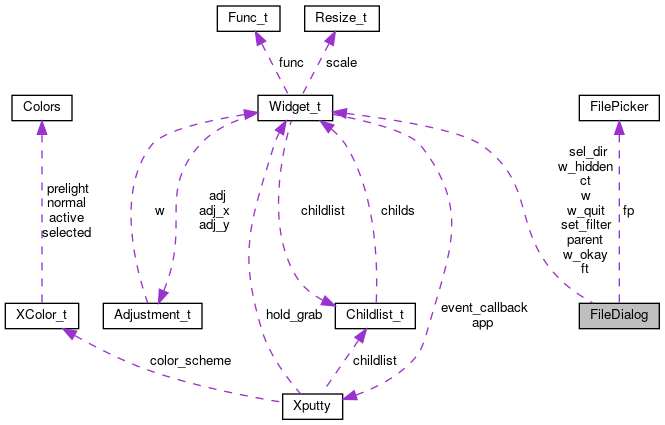 Func_t
Resize_t
func
scale
Colors
Widget_t
FilePicker
prelight
normal
active
selected
w
adj
adj_x
adj_y
childlist
childs
sel_dir
w_hidden
ct
w
w_quit
set_filter
parent
w_okay
ft
fp
XColor_t
Adjustment_t
hold_grab
Childlist_t
event_callback
app
FileDialog
color_scheme
childlist
Xputty